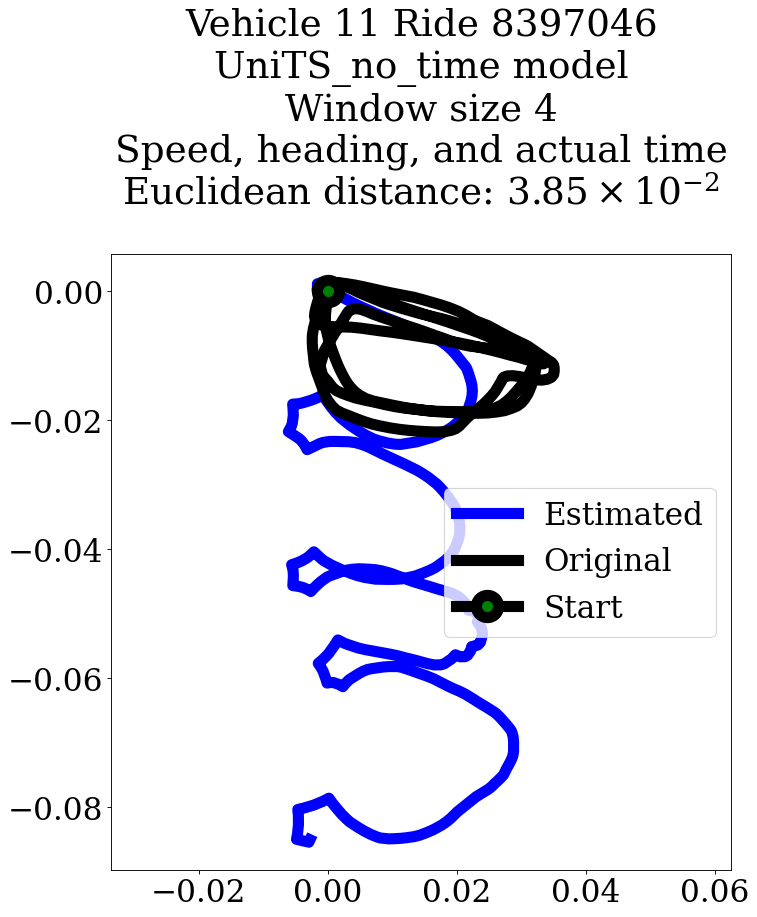 Vehicle 11 Ride 8397046
UniTS_no_time model
Window size 4
Speed, heading, and actual time
Euclidean distance: 3.85 × 10⁻²
0.00
−0.02
−0.04
−0.06
−0.08
Estimated
Original
Start
−0.02 0.00 0.02 0.04 0.06